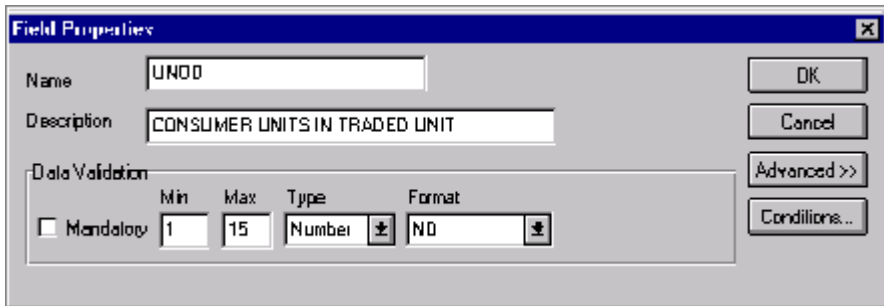 Field Properties
Name UNOD OK
Description CONSUMER UNITS IN TRADED UNIT Cancel
Data Validation Advanced >>
Min Max Type Format
Mandatory 1 15 Number N0 Conditions...